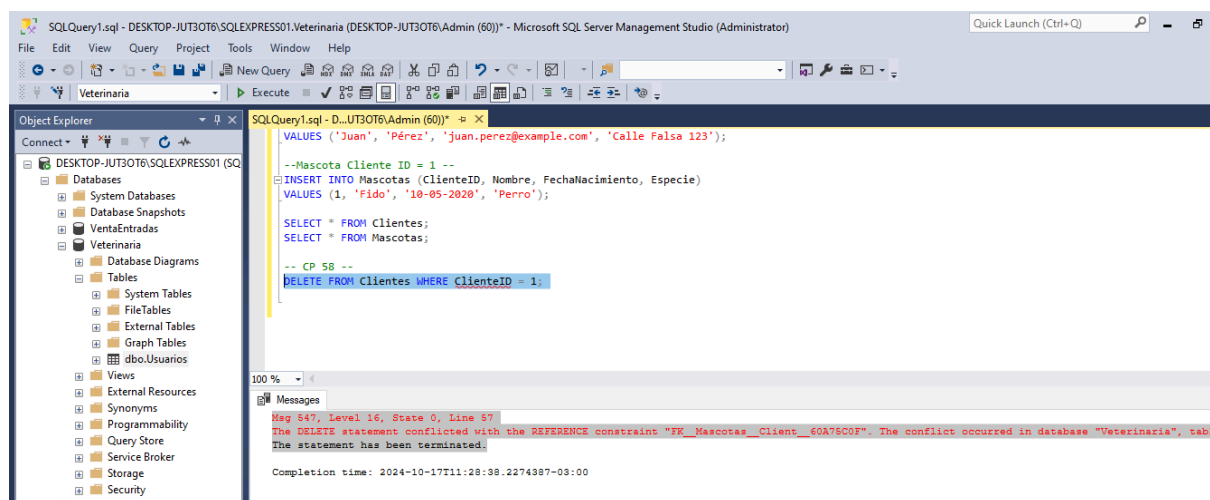 SQLQuery1.sql - DESKTOP-JUT3OT6\SQLEXPRESS01.Veterinaria (DESKTOP-JUT3OT6\Admin (60))* - Microsoft SQL Server Management Studio (Administrator)
Quick Launch (Ctrl+Q)
File Edit View Query Project Tools Window Help
New Query
Veterinaria
Execute
Object Explorer
SQLQuery1.sql - D...UT3OT6\Admin (60))*
Connect
DESKTOP-JUT3OT6\SQLEXPRESS01 (SQ
Databases
System Databases
Database Snapshots
VentaEntradas
Veterinaria
Database Diagrams
Tables
System Tables
FileTables
External Tables
Graph Tables
dbo.Usuarios
Views
External Resources
Synonyms
Programmability
Query Store
Service Broker
Storage
Security
VALUES ('Juan', 'Pérez', 'juan.perez@example.com', 'Calle Falsa 123');
--Mascota Cliente ID = 1 --
INSERT INTO Mascotas (ClienteID, Nombre, FechaNacimiento, Especie)
VALUES (1, 'Fido', '10-05-2020', 'Perro');
SELECT * FROM Clientes;
SELECT * FROM Mascotas;
-- CP 58 --
DELETE FROM Clientes WHERE ClienteID = 1;
100 %
Messages
Msg 547, Level 16, State 0, Line 57
The DELETE statement conflicted with the REFERENCE constraint "FK__Mascotas__Client__60A75C0F". The conflict occurred in database "Veterinaria", tab
The statement has been terminated.
Completion time: 2024-10-17T11:28:38.2274387-03:00